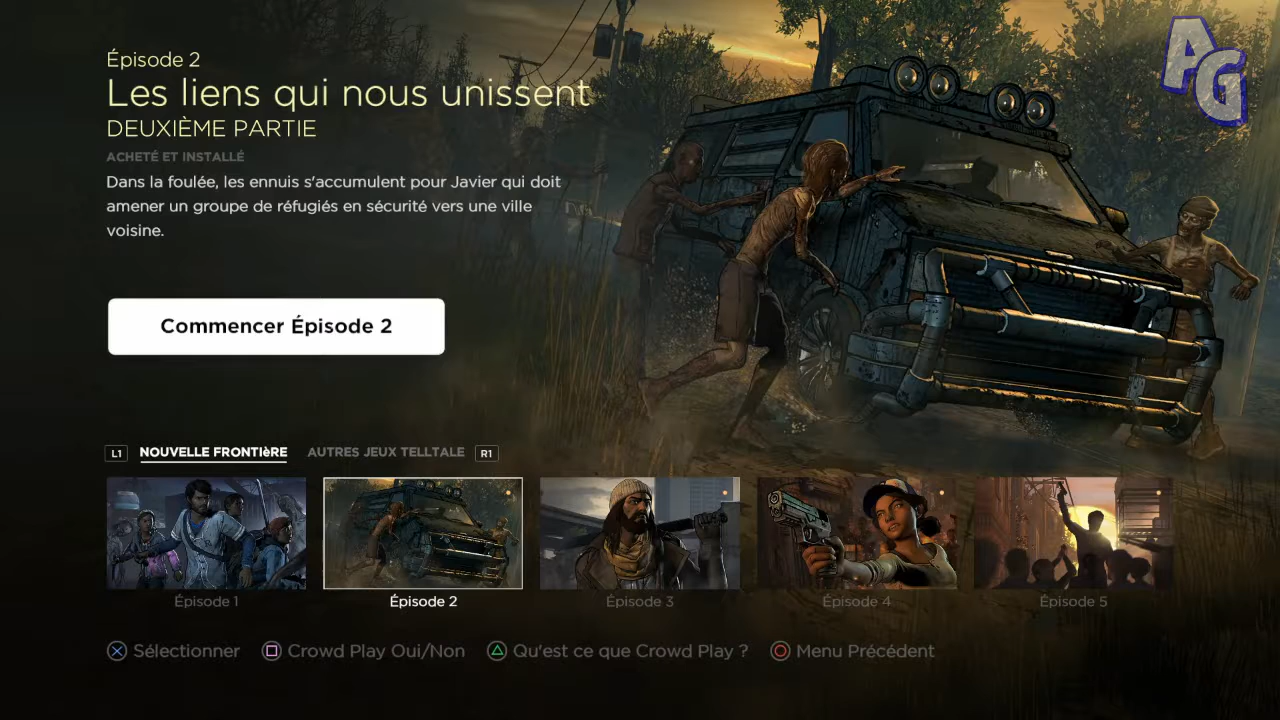 Épisode 2
Les liens qui nous unissent
DEUXIÈME PARTIE
ACHETÉ ET INSTALLÉ
Dans la foulée, les ennuis s'accumulent pour Javier qui doit
amener un groupe de réfugiés en sécurité vers une ville
voisine.
Commencer Épisode 2
L1 NOUVELLE FRONTIèRE AUTRES JEUX TELLTALE R1
Épisode 1 Épisode 2 Épisode 3 Épisode 4 Épisode 5
Sélectionner Crowd Play Oui/Non Qu'est ce que Crowd Play ? Menu Précédent
AG